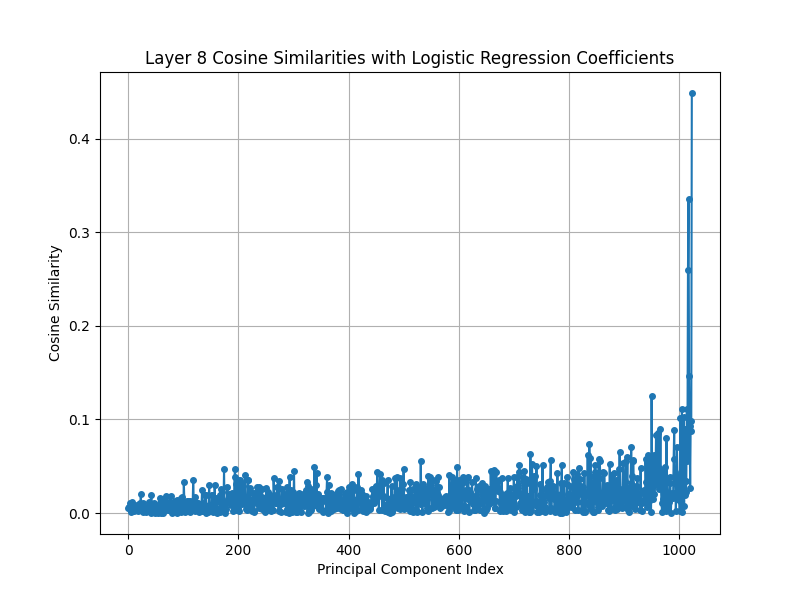 Layer 8 Cosine Similarities with Logistic Regression Coefficients
Cosine Similarity
0.4
0.3
0.2
0.1
0.0
0 200 400 600 800 1000
Principal Component Index